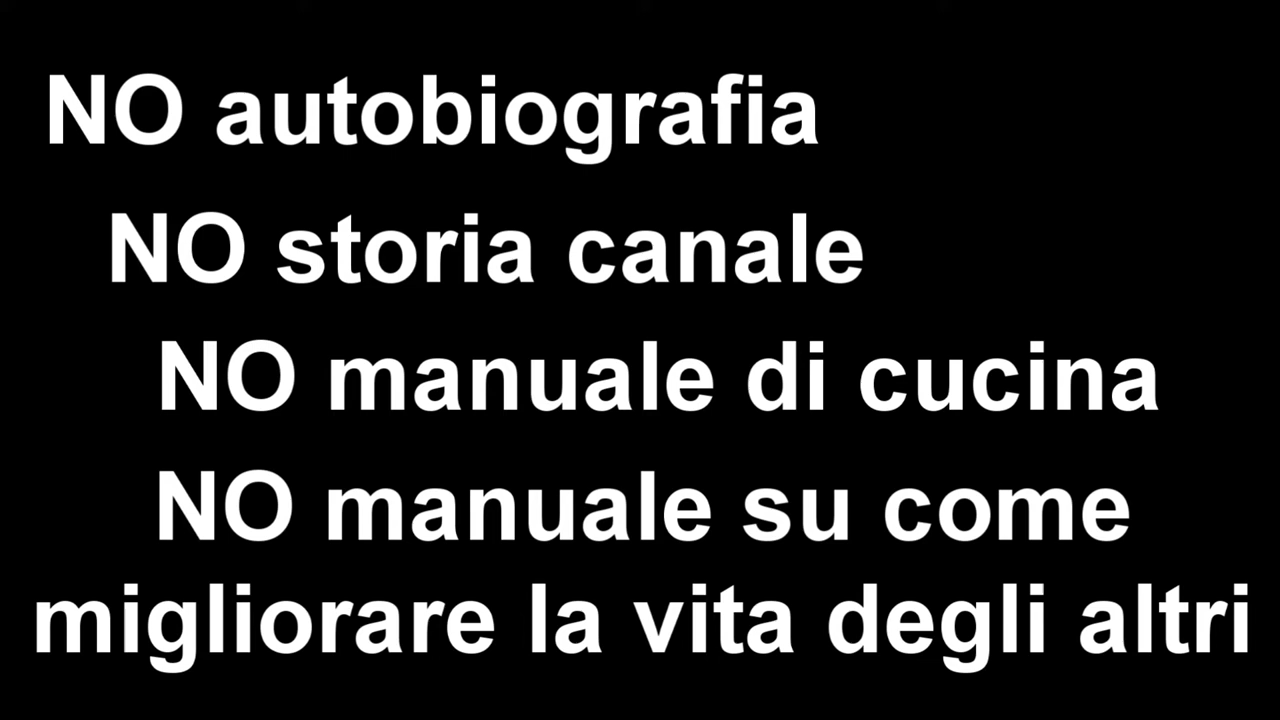 NO autobiografia
NO storia canale
NO manuale di cucina
NO manuale su come
migliorare la vita degli altri